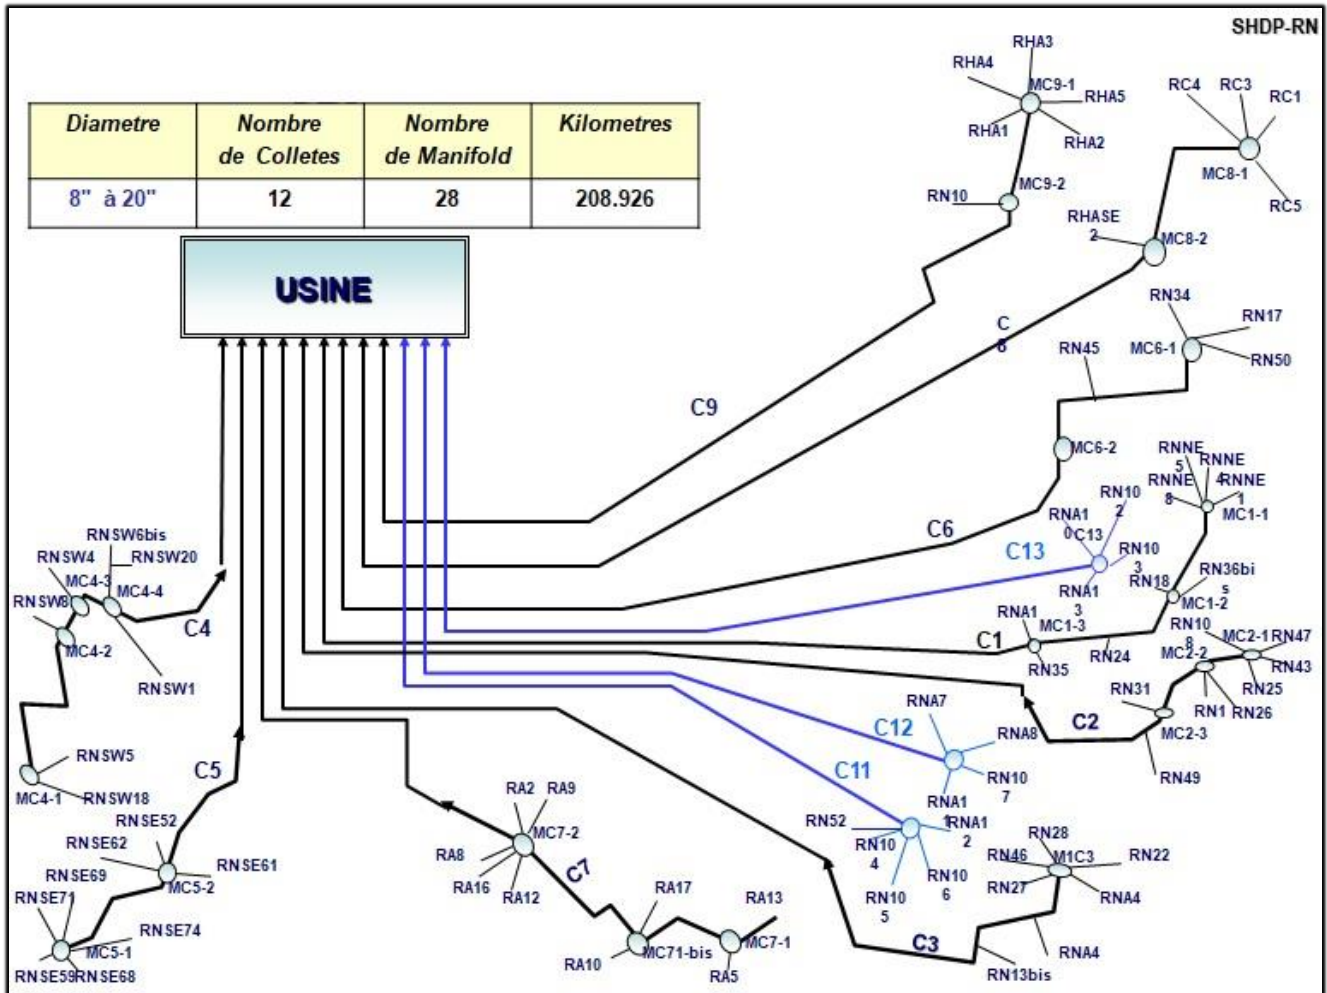 SHDP-RN
Diametre
Nombre
de Colletes
Nombre
de Manifold
Kilometres
8" à 20"
12
28
208.926
USINE
RHA3
RHA4
MC9-1
RHA5
RHA1
RHA2
MC9-2
RN10
RC4
RC3
RC1
MC8-1
RC5
RHASE
2
MC8-2
C
8
C9
RN34
RN17
MC6-1
RN50
RN45
MC6-2
C6
RNNE
5
RNNE
4
RNNE
8
RNNE
1
MC1-1
RN10
2
RNA1
0
C13
C13
RN10
3
RNA1
3
RN18
RN36bi
s
MC1-2
RNA1
MC1-3
C1
RN35
RN24
RN10
8
MC2-1
RN47
MC2-2
RN43
RN25
RN31
RN1
RN26
C2
MC2-3
RN49
RNA7
C12
RNA8
C11
RN10
7
RNA1
1
RNA1
2
RN52
RN10
4
RN10
6
RN10
5
RN28
RN46
M1C3
RN22
RN27
RNA4
C3
RNA4
RN13bis
RNSW6bis
RNSW4
RNSW20
MC4-3
MC4-4
RNSW8
C4
MC4-2
RNSW1
RNSW5
MC4-1
RNSW18
C5
RNSE52
RNSE62
RNSE61
RNSE69
MC5-2
RNSE71
RNSE74
MC5-1
RNSE59
RNSE68
RA2
RA9
MC7-2
RA8
RA16
RA12
C7
RA17
RA13
RA10
MC71-bis
MC7-1
RA5